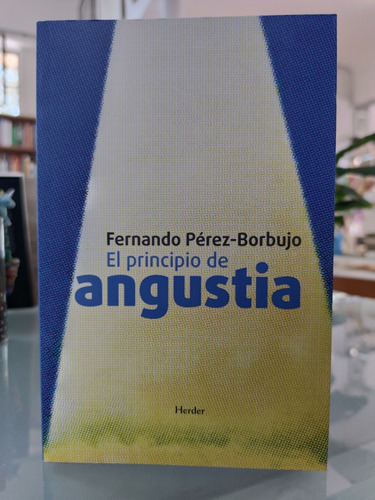 Fernando Pérez-Borbujo
El principio de
angustia
Herder